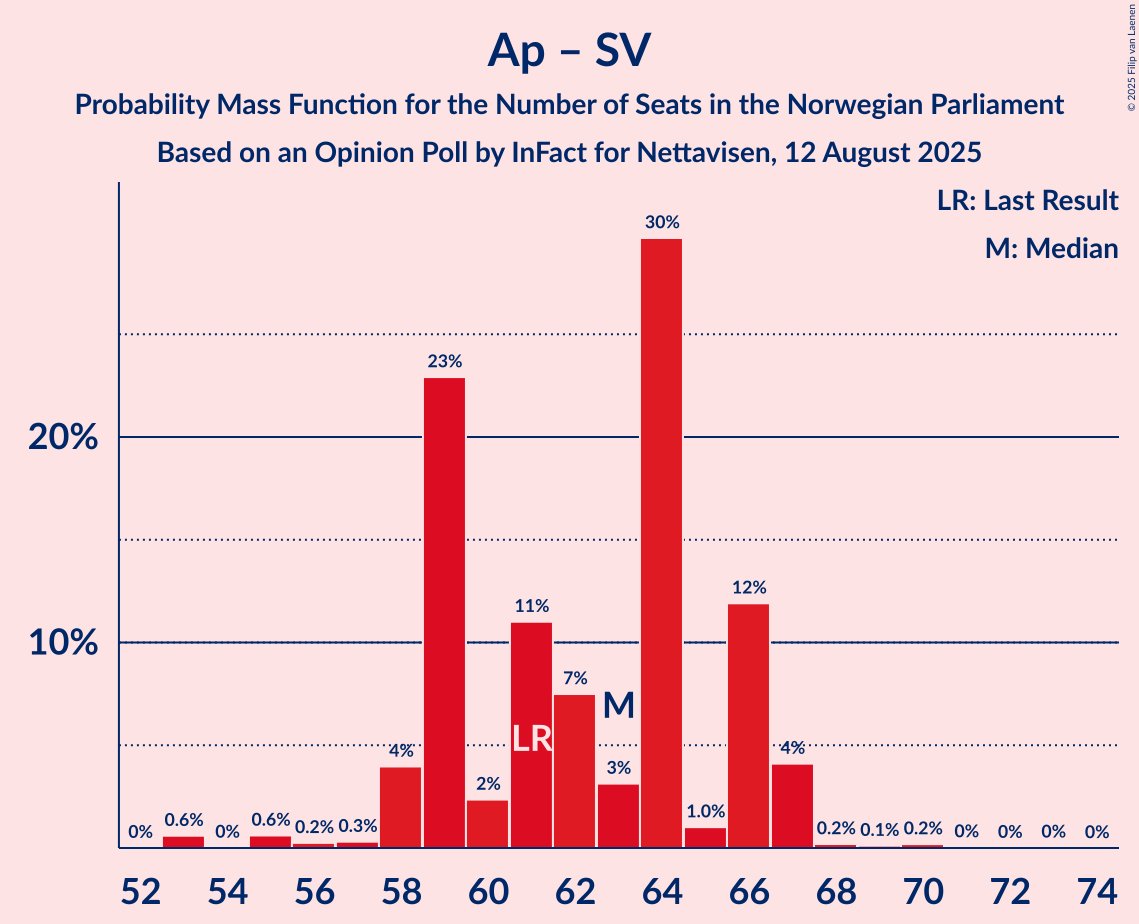 Ap – SV
Probability Mass Function for the Number of Seats in the Norwegian Parliament
Based on an Opinion Poll by InFact for Nettavisen, 12 August 2025
© 2025 Filip van Laenen
LR: Last Result
M: Median
30%
23%
20%
12%
11%
10%
7%
M
LR
4%
4%
3%
2%
1.0%
0% 0.6% 0% 0.6% 0.2% 0.3% 0.2% 0.1% 0.2% 0% 0% 0% 0%
52 54 56 58 60 62 64 66 68 70 72 74